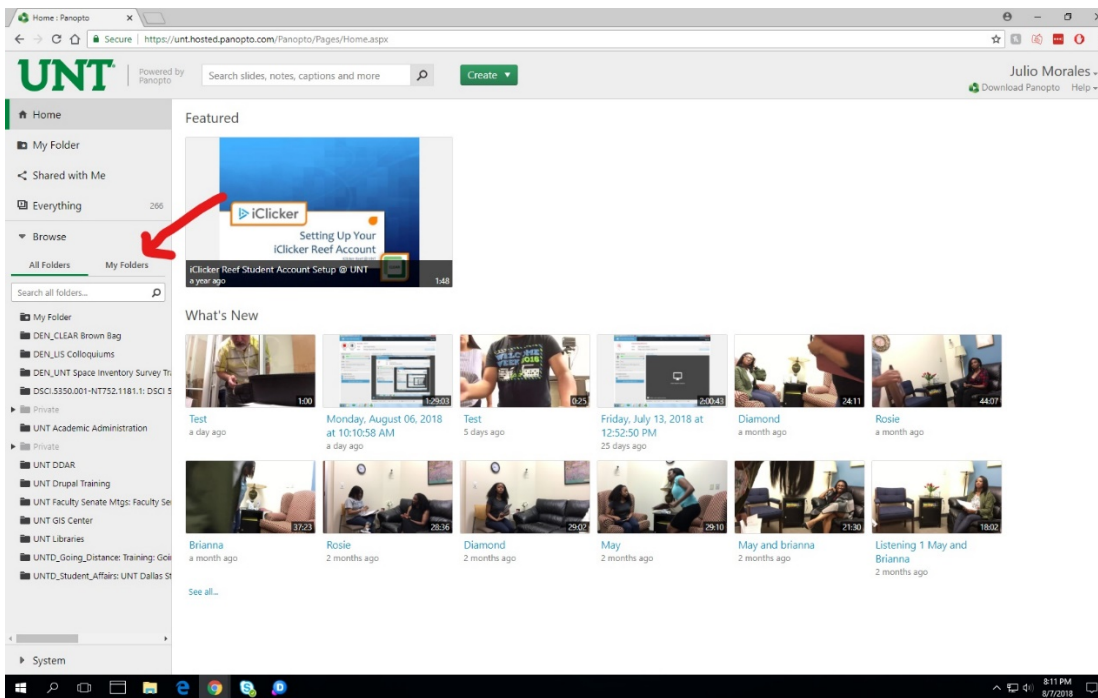 Home : Panopto
Secure | https://unt.hosted.panopto.com/Panopto/Pages/Home.aspx
UNT
Powered by
Panopto
Search slides, notes, captions and more
Create
Julio Morales
Download Panopto Help
Home
My Folder
Shared with Me
Everything 266
Browse
All Folders My Folders
Search all folders...
My Folder
DEN_CLEAR Brown Bag
DEN_LIS Colloquiums
DEN_UNT Space Inventory Survey Tr
DSCI.5350.001-NT752.1181.1: DSCI 5
Private
UNT Academic Administration
Private
UNT DDAR
UNT Drupal Training
UNT Faculty Senate Mtgs: Faculty Se
UNT GIS Center
UNT Libraries
UNTD_Going_Distance: Training: Goi
UNTD_Student_Affairs: UNT Dallas St
System
Featured
iClicker
Setting Up Your
iClicker Reef Account
iClicker Reef Student Account Setup @ UNT
a year ago 1:48
What's New
1:00 1:29:03 0:25 2:00:43 24:11 44:07
Test
a day ago
Monday, August 06, 2018
at 10:10:58 AM
a day ago
Test
5 days ago
Friday, July 13, 2018 at
12:52:50 PM
25 days ago
Diamond
a month ago
Rosie
a month ago
37:23 28:36 29:02 29:10 21:30 18:02
Brianna
a month ago
Rosie
2 months ago
Diamond
2 months ago
May
2 months ago
May and brianna
2 months ago
Listening 1 May and
Brianna
2 months ago
See all...
8:11 PM
8/7/2018